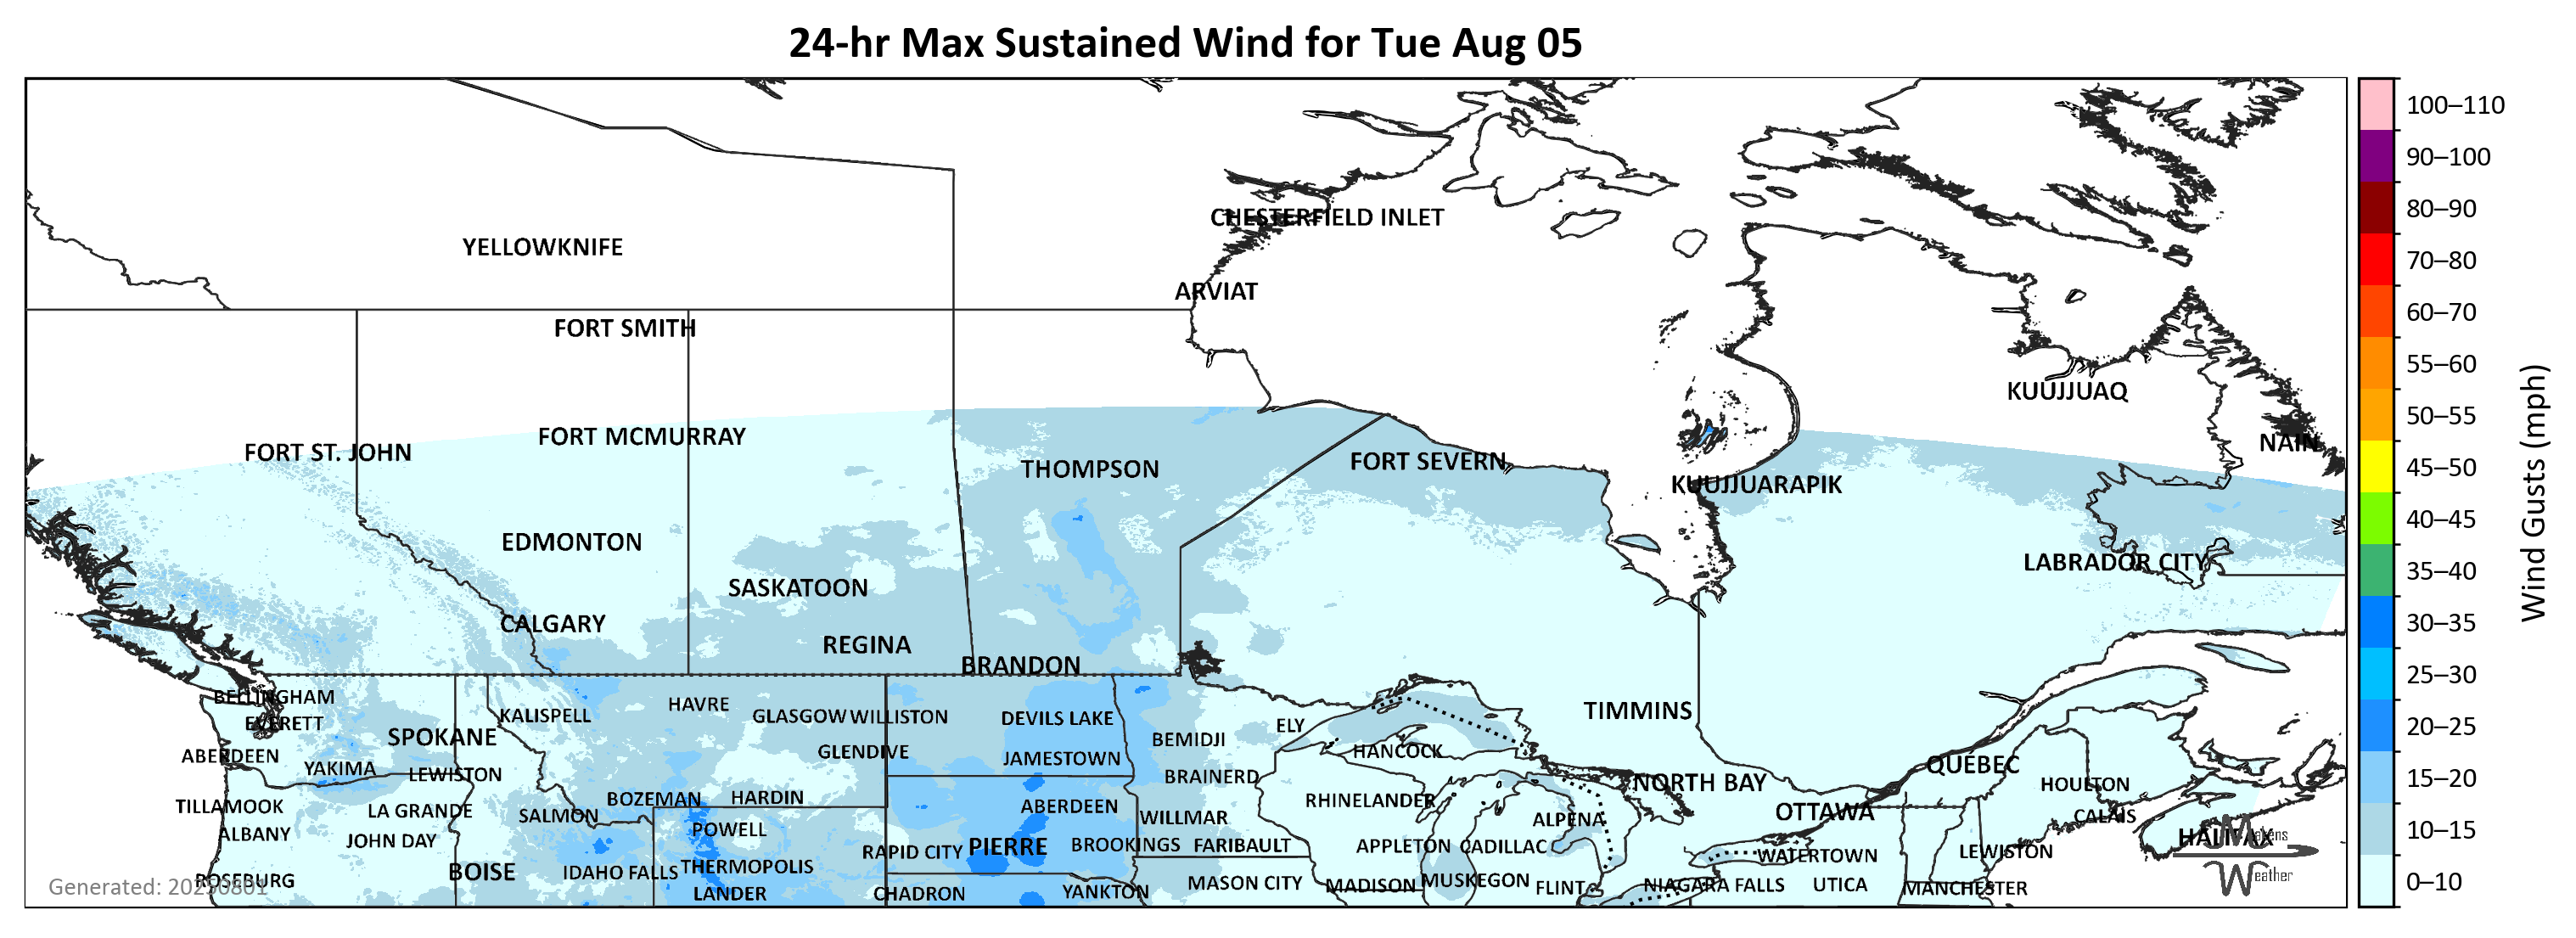 24-hr Max Sustained Wind for Tue Aug 05
100–110
90–100
80–90
70–80
60–70
55–60
50–55
45–50
40–45
35–40
30–35
25–30
20–25
15–20
10–15
0–10
Wind Gusts (mph)
CHESTERFIELD INLET
YELLOWKNIFE
ARVIAT
FORT SMITH
KUUJJUAQ
FORT MCMURRAY
NAIN
FORT ST. JOHN
FORT SEVERN
THOMPSON
KUUJJUARAPIK
EDMONTON
LABRADOR CITY
SASKATOON
CALGARY
REGINA
BRANDON
BELLINGHAM
HAVRE
TIMMINS
KALISPELL
GLASGOW
WILLISTON
DEVILS LAKE
EVERETT
ELY
SPOKANE
BEMIDJI
HANCOCK
GLENDIVE
ABERDEEN
JAMESTOWN
QUÉBEC
YAKIMA
LEWISTON
BRAINERD
NORTH BAY
HOULTON
BOZEMAN
HARDIN
RHINELANDER
TILLAMOOK
LA GRANDE
SALMON
ABERDEEN
WILLMAR
ALPENA
OTTAWA
CALAIS
ALBANY
POWELL
HALIFAX
JOHN DAY
RAPID CITY
PIERRE
BROOKINGS
FARIBAULT
APPLETON
CADILLAC
LEWISTON
WATERTOWN
BOISE
IDAHO FALLS
THERMOPOLIS
ROSEBURG
MASON CITY
MADISON
MUSKEGON
FLINT
NIAGARA FALLS
UTICA
MANCHESTER
LANDER
CHADRON
YANKTON
Generated: 20250801
Makens
Weather